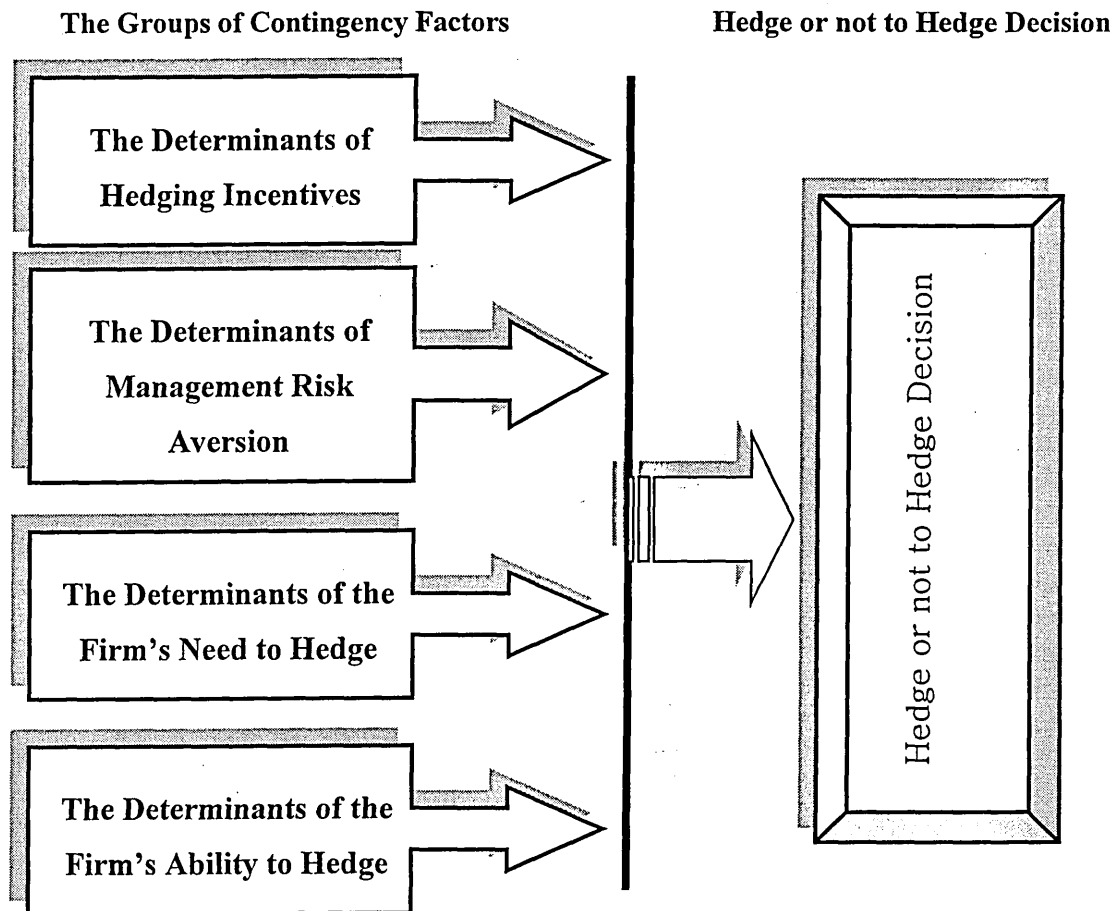 The Groups of Contingency Factors
Hedge or not to Hedge Decision
The Determinants of
Hedging Incentives
The Determinants of
Management Risk
Aversion
The Determinants of the
Firm's Need to Hedge
The Determinants of the
Firm's Ability to Hedge
Hedge or not to Hedge Decision